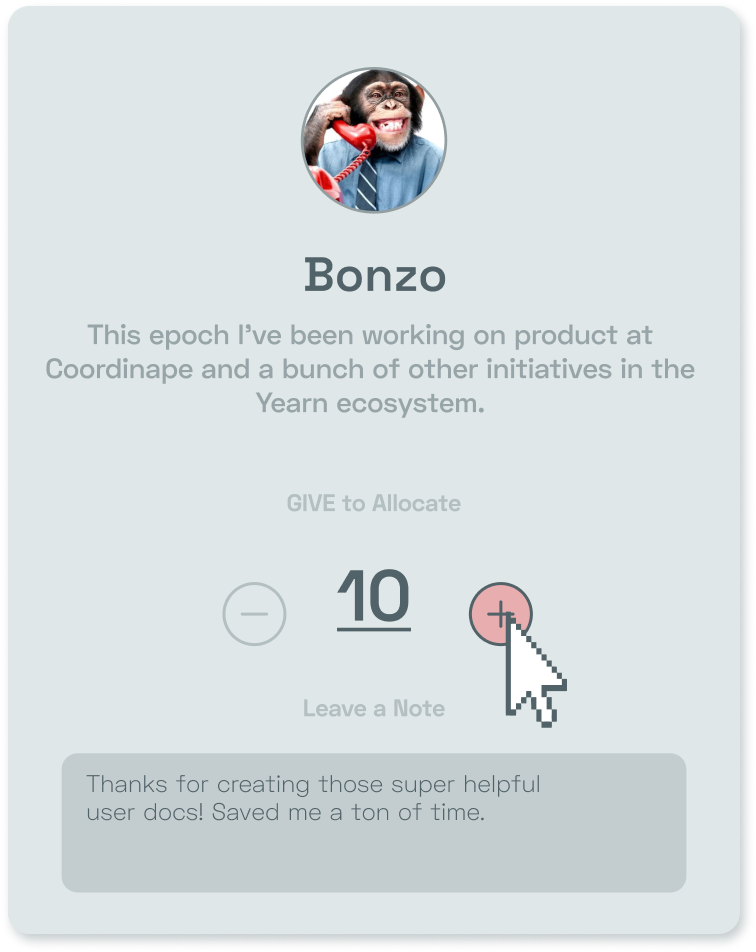 Bonzo
This epoch I've been working on product at
Coordinape and a bunch of other initiatives in the
Yearn ecosystem.
GIVE to Allocate
10
Leave a Note
Thanks for creating those super helpful
user docs! Saved me a ton of time.